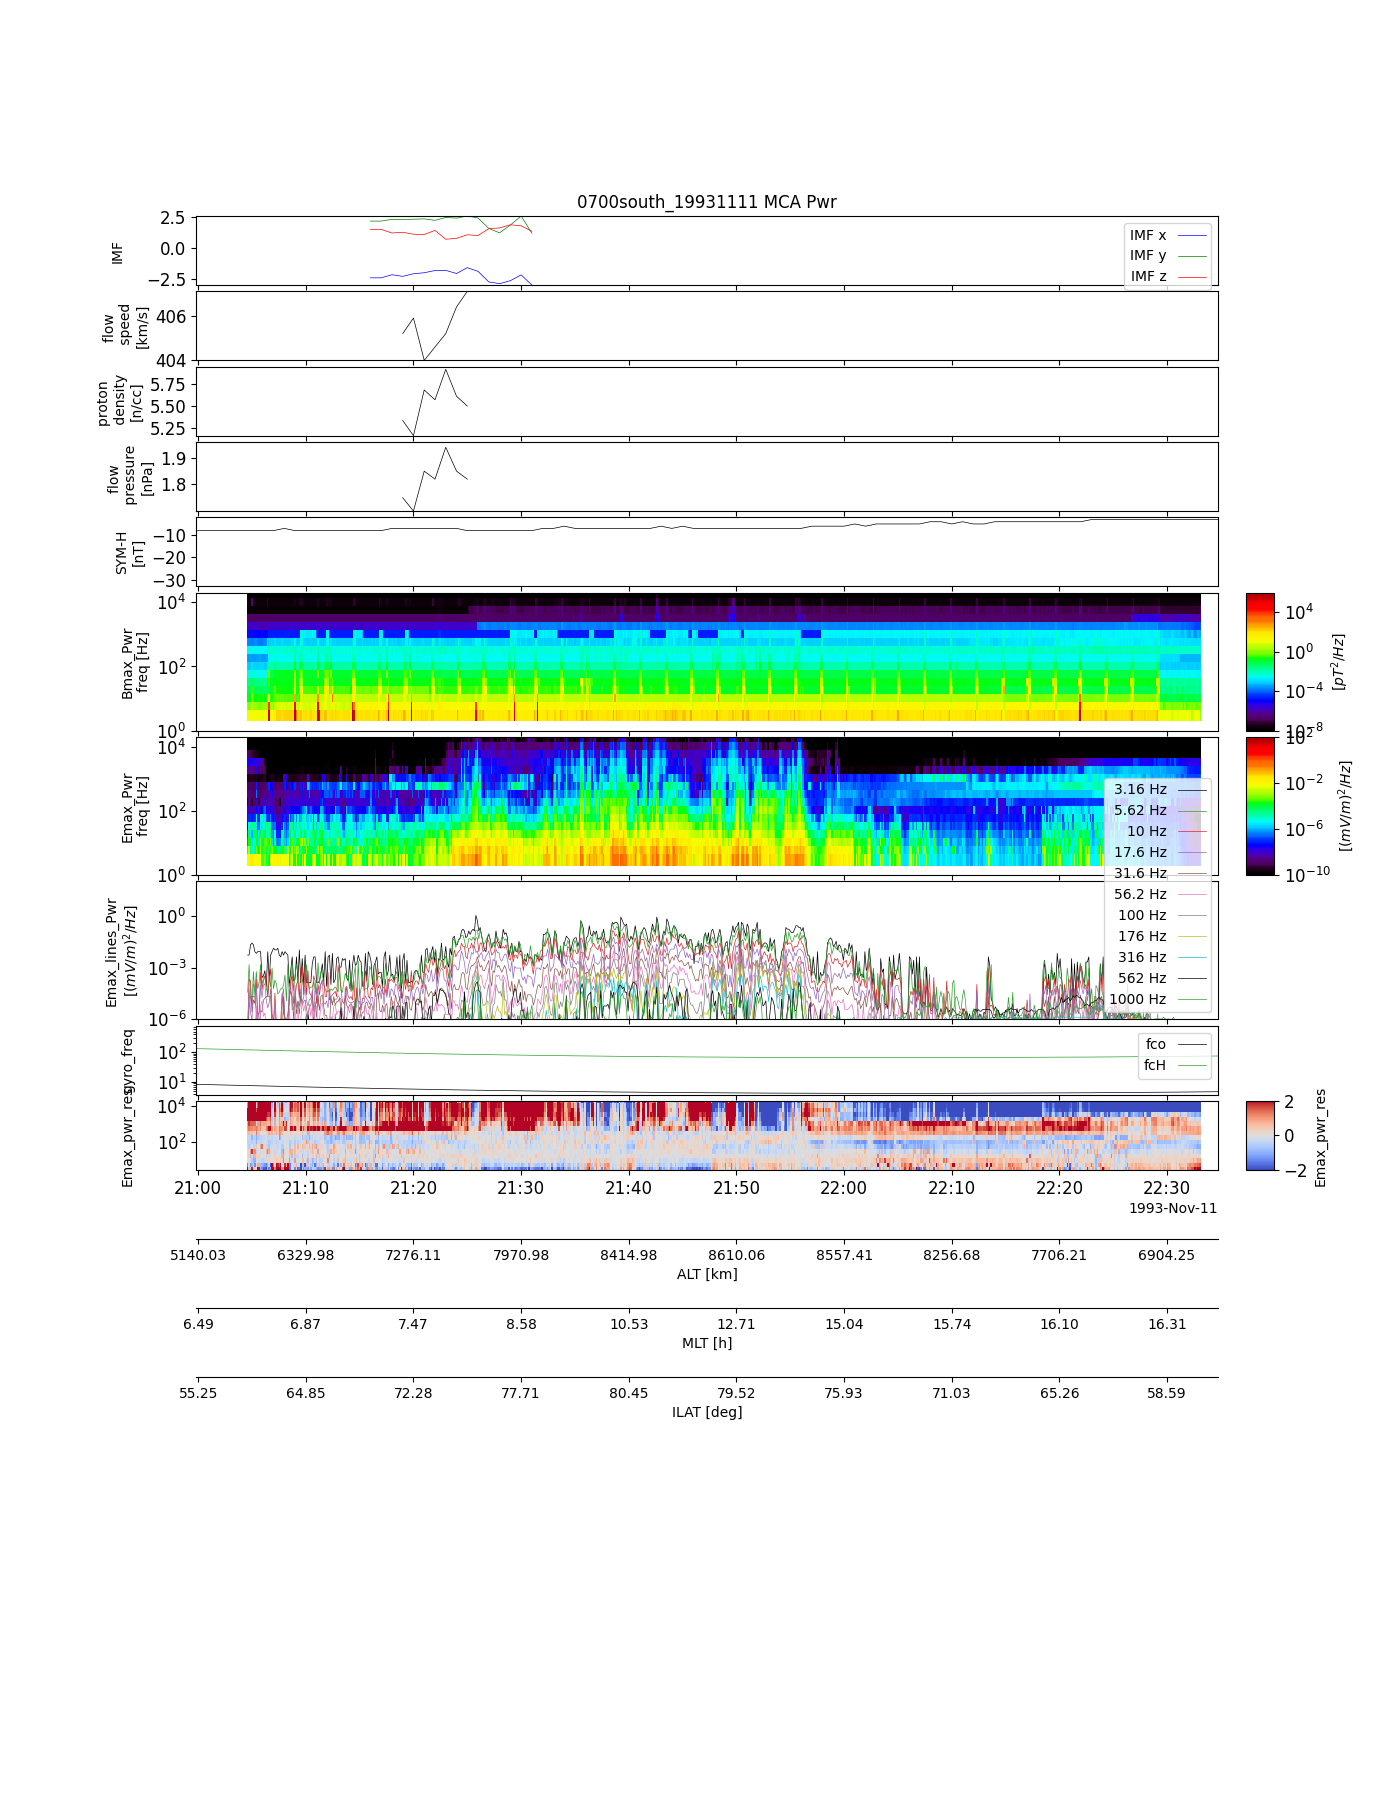 0700south_19931111 MCA Pwr
IMF
2.5
0.0
−2.5
IMF x
IMF y
IMF z
flow
speed
[km/s]
406
404
proton
density
[n/cc]
5.75
5.50
5.25
flow
pressure
[nPa]
1.9
1.8
SYM-H
[nT]
−10
−20
−30
Bmax_Pwr
freq [Hz]
10^4
10^2
10^0
10^4
10^0
10^−4
10^−8
[pT^2/Hz]
Emax_Pwr
freq [Hz]
10^4
10^2
10^0
10^2
10^−2
10^−6
10^−10
[(mV/m)^2/Hz]
3.16 Hz
5.62 Hz
10 Hz
17.6 Hz
31.6 Hz
56.2 Hz
100 Hz
176 Hz
316 Hz
562 Hz
1000 Hz
Emax_lines_Pwr
[(mV/m)^2/Hz]
10^0
10^−3
10^−6
gyro_freq
10^2
10^1
fco
fcH
Emax_pwr_res
10^4
10^2
2
0
−2
Emax_pwr_res
21:00 21:10 21:20 21:30 21:40 21:50 22:00 22:10 22:20 22:30
1993-Nov-11
5140.03 6329.98 7276.11 7970.98 8414.98 8610.06 8557.41 8256.68 7706.21 6904.25
ALT [km]
6.49 6.87 7.47 8.58 10.53 12.71 15.04 15.74 16.10 16.31
MLT [h]
55.25 64.85 72.28 77.71 80.45 79.52 75.93 71.03 65.26 58.59
ILAT [deg]